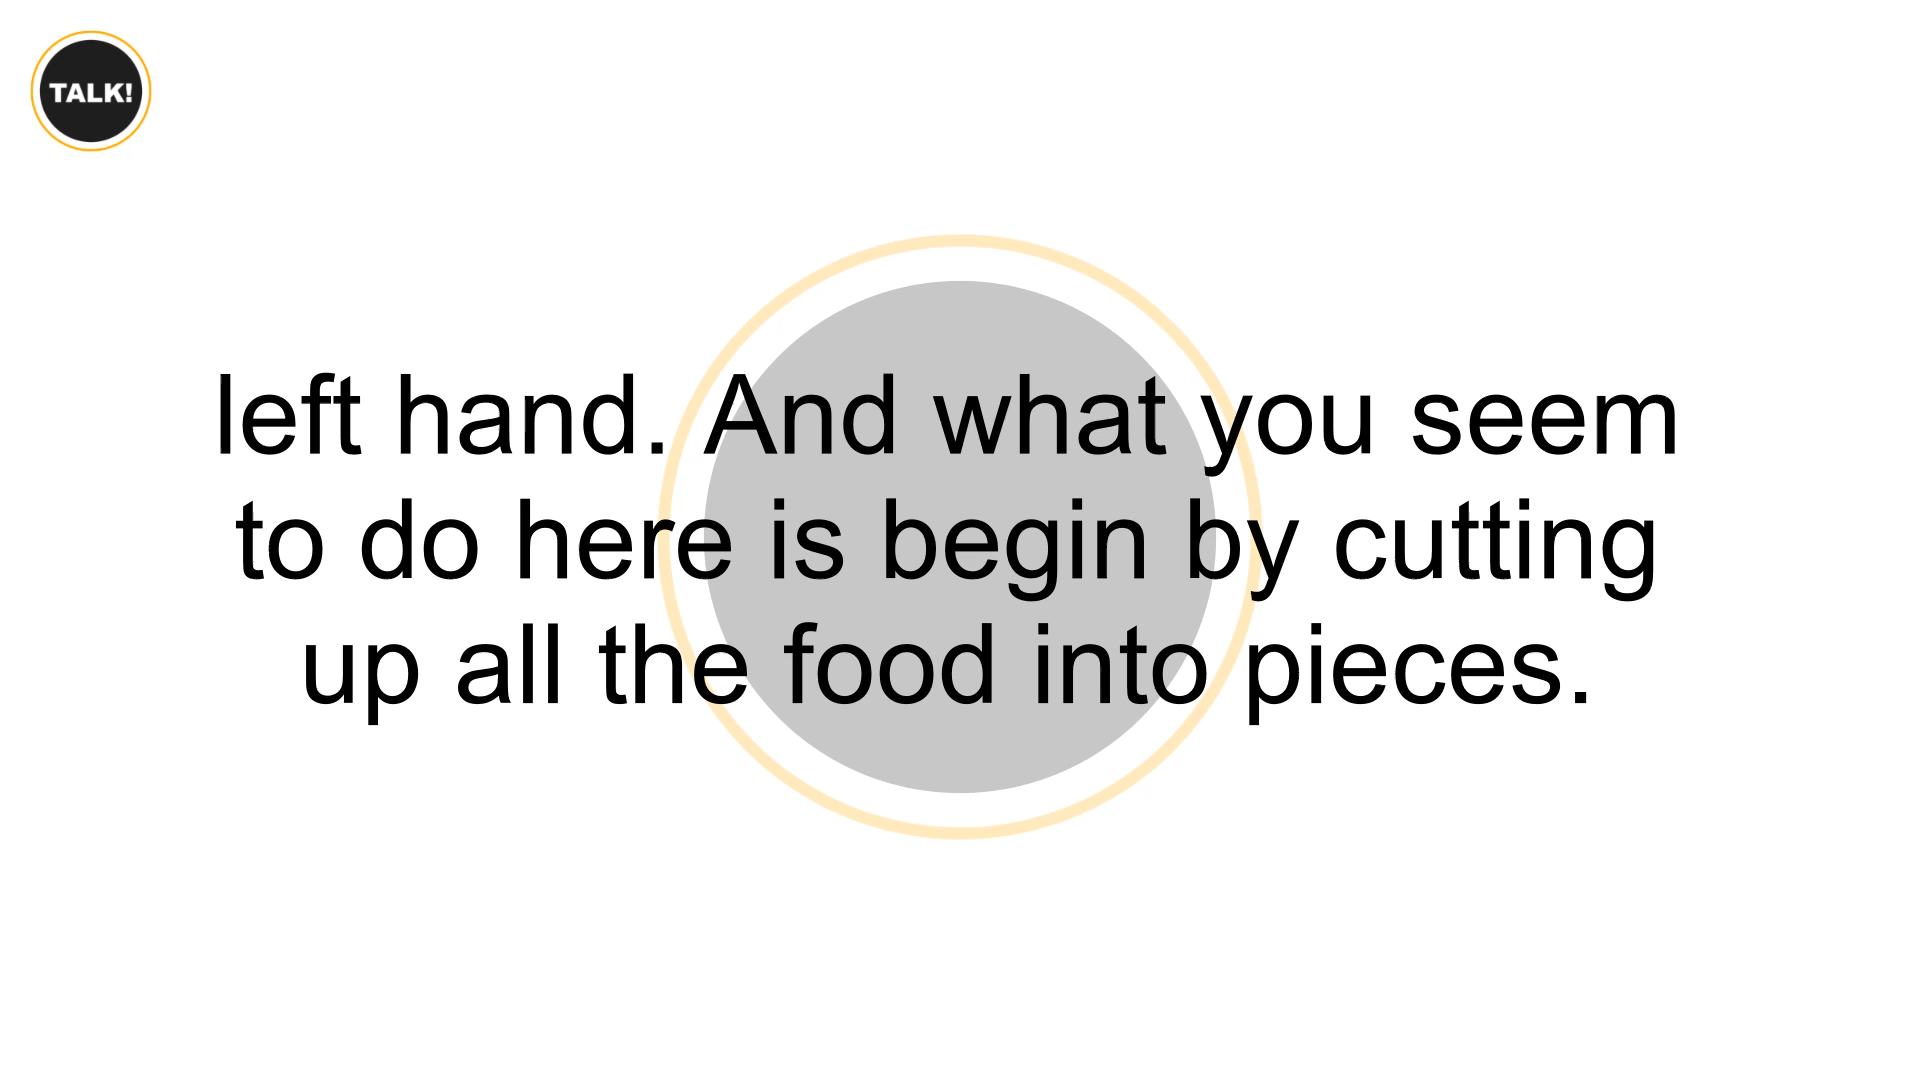 TALK!
left hand. And what you seem
to do here is begin by cutting
up all the food into pieces.